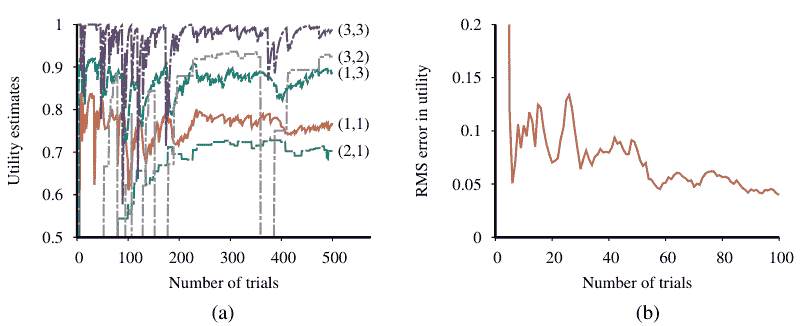 1
0.9
0.8
0.7
0.6
0.5
Utility estimates
0 100 200 300 400 500
Number of trials
(3,3)
(3,2)
(1,3)
(1,1)
(2,1)
(a)
0.2
0.15
0.1
0.05
0
RMS error in utility
0 20 40 60 80 100
Number of trials
(b)